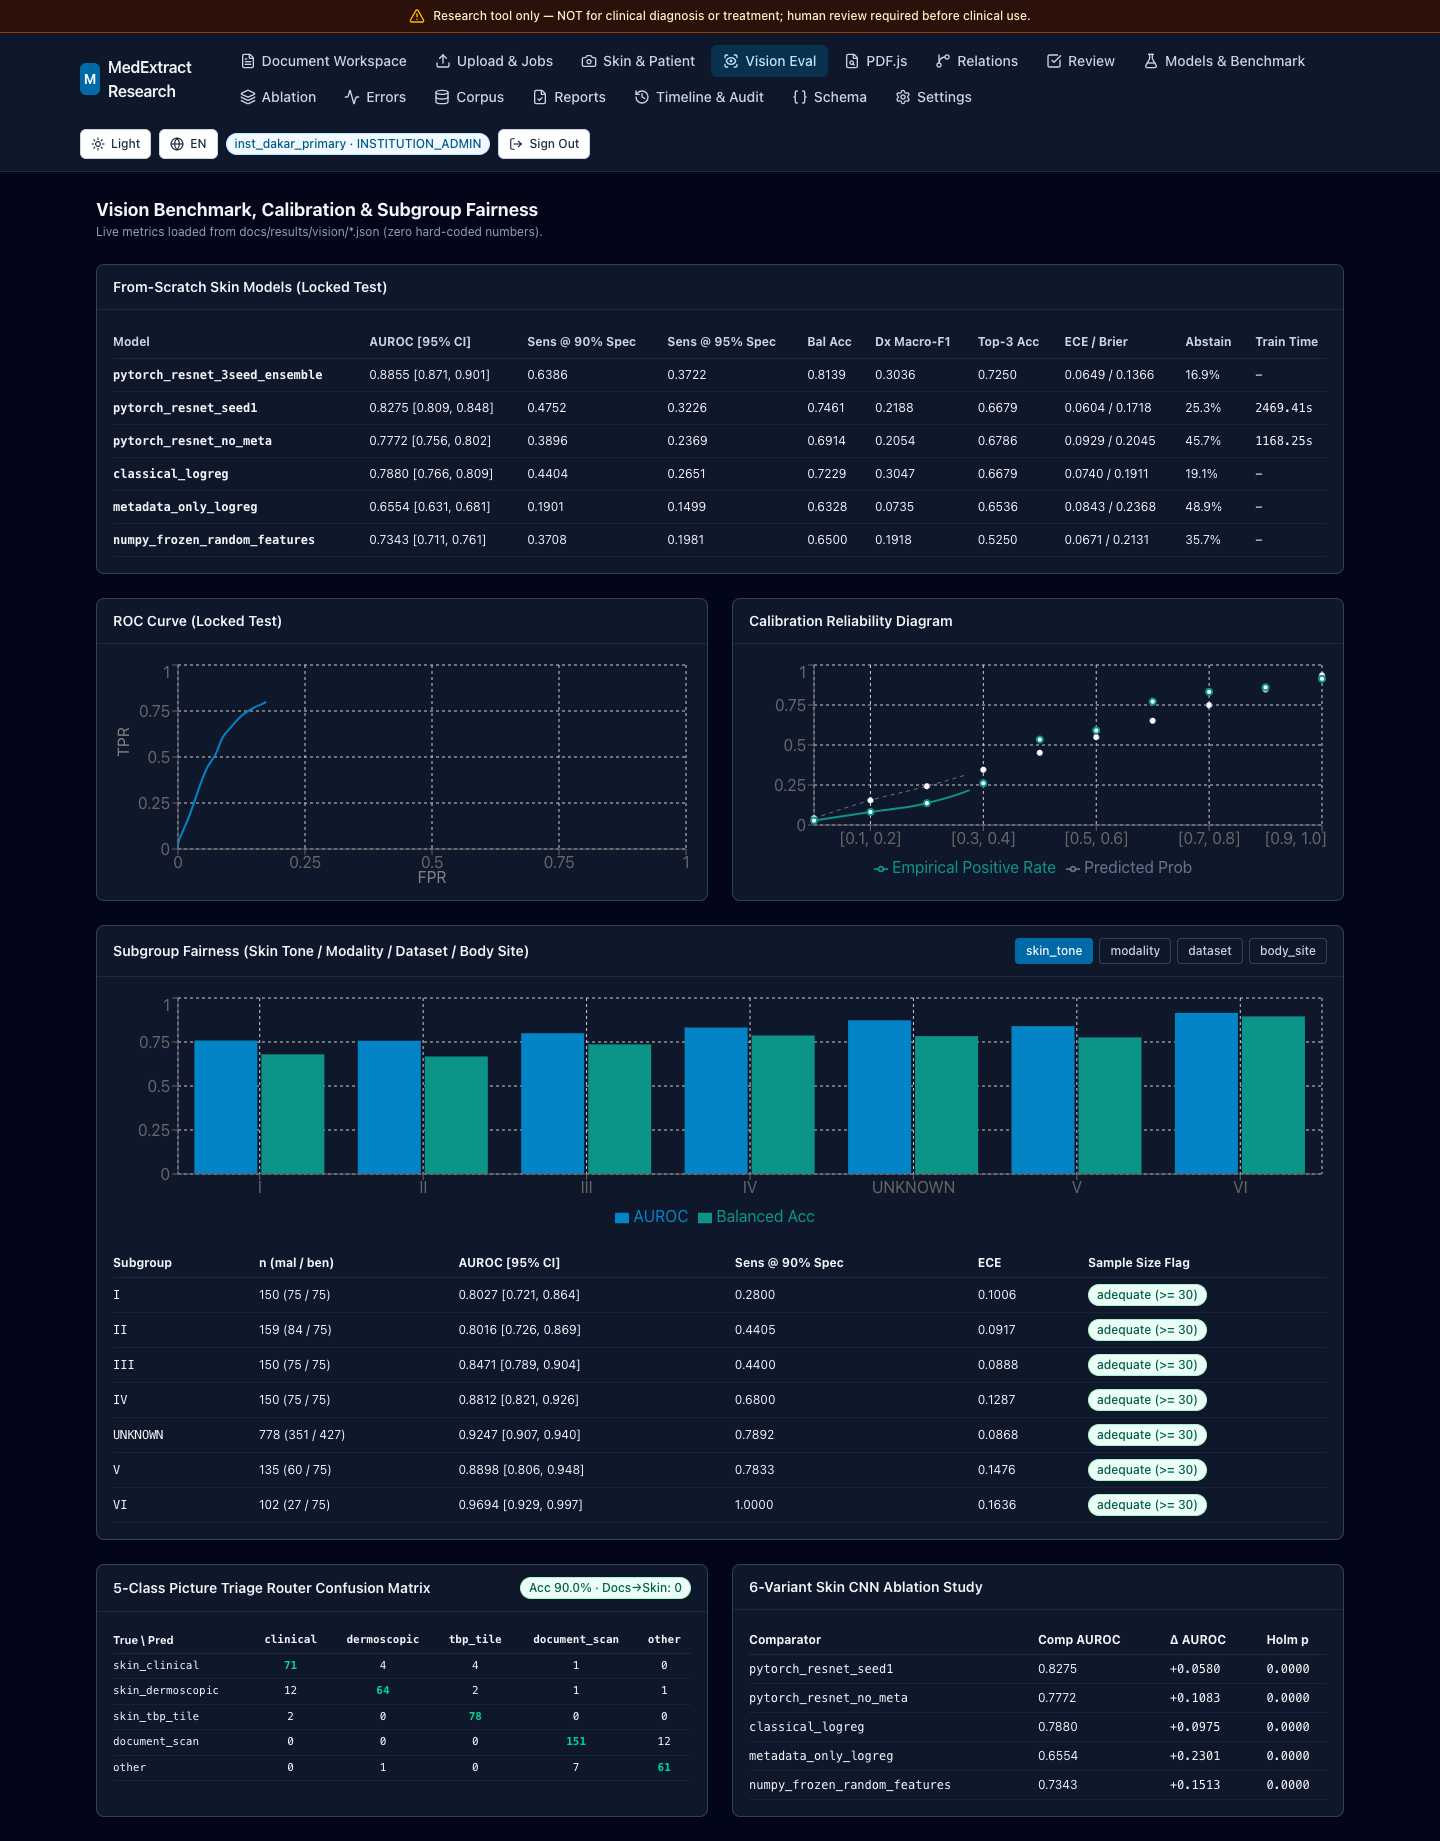 Research tool only — NOT for clinical diagnosis or treatment; human review required before clinical use.
M
MedExtract
Research
Document Workspace Upload & Jobs Skin & Patient Vision Eval PDF.js Relations Review Models & Benchmark
Ablation Errors Corpus Reports Timeline & Audit Schema Settings
Light EN inst_dakar_primary · INSTITUTION_ADMIN Sign Out
Vision Benchmark, Calibration & Subgroup Fairness
Live metrics loaded from docs/results/vision/*.json (zero hard-coded numbers).
From-Scratch Skin Models (Locked Test)
Model AUROC [95% CI] Sens @ 90% Spec Sens @ 95% Spec Bal Acc Dx Macro-F1 Top-3 Acc ECE / Brier Abstain Train Time
pytorch_resnet_3seed_ensemble 0.8855 [0.871, 0.901] 0.6386 0.3722 0.8139 0.3036 0.7250 0.0649 / 0.1366 16.9% –
pytorch_resnet_seed1 0.8275 [0.809, 0.848] 0.4752 0.3226 0.7461 0.2188 0.6679 0.0604 / 0.1718 25.3% 2469.41s
pytorch_resnet_no_meta 0.7772 [0.756, 0.802] 0.3896 0.2369 0.6914 0.2054 0.6786 0.0929 / 0.2045 45.7% 1168.25s
classical_logreg 0.7880 [0.766, 0.809] 0.4404 0.2651 0.7229 0.3047 0.6679 0.0740 / 0.1911 19.1% –
metadata_only_logreg 0.6554 [0.631, 0.681] 0.1901 0.1499 0.6328 0.0735 0.6536 0.0843 / 0.2368 48.9% –
numpy_frozen_random_features 0.7343 [0.711, 0.761] 0.3708 0.1981 0.6500 0.1918 0.5250 0.0671 / 0.2131 35.7% –
ROC Curve (Locked Test)
1
0.75
0.5
0.25
0
TPR
0 0.25 0.5 0.75 1
FPR
Calibration Reliability Diagram
1
0.75
0.5
0.25
0
[0.1, 0.2] [0.3, 0.4] [0.5, 0.6] [0.7, 0.8] [0.9, 1.0]
Empirical Positive Rate Predicted Prob
Subgroup Fairness (Skin Tone / Modality / Dataset / Body Site)
skin_tone modality dataset body_site
1
0.75
0.5
0.25
0
I II III IV UNKNOWN V VI
AUROC Balanced Acc
Subgroup n (mal / ben) AUROC [95% CI] Sens @ 90% Spec ECE Sample Size Flag
I 150 (75 / 75) 0.8027 [0.721, 0.864] 0.2800 0.1006 adequate (>= 30)
II 159 (84 / 75) 0.8016 [0.726, 0.869] 0.4405 0.0917 adequate (>= 30)
III 150 (75 / 75) 0.8471 [0.789, 0.904] 0.4400 0.0888 adequate (>= 30)
IV 150 (75 / 75) 0.8812 [0.821, 0.926] 0.6800 0.1287 adequate (>= 30)
UNKNOWN 778 (351 / 427) 0.9247 [0.907, 0.940] 0.7892 0.0868 adequate (>= 30)
V 135 (60 / 75) 0.8898 [0.806, 0.948] 0.7833 0.1476 adequate (>= 30)
VI 102 (27 / 75) 0.9694 [0.929, 0.997] 1.0000 0.1636 adequate (>= 30)
5-Class Picture Triage Router Confusion Matrix
Acc 90.0% · Docs→Skin: 0
True \ Pred clinical dermoscopic tbp_tile document_scan other
skin_clinical 71 4 4 1 0
skin_dermoscopic 12 64 2 1 1
skin_tbp_tile 2 0 78 0 0
document_scan 0 0 0 151 12
other 0 1 0 7 61
6-Variant Skin CNN Ablation Study
Comparator Comp AUROC Δ AUROC Holm p
pytorch_resnet_seed1 0.8275 +0.0580 0.0000
pytorch_resnet_no_meta 0.7772 +0.1083 0.0000
classical_logreg 0.7880 +0.0975 0.0000
metadata_only_logreg 0.6554 +0.2301 0.0000
numpy_frozen_random_features 0.7343 +0.1513 0.0000